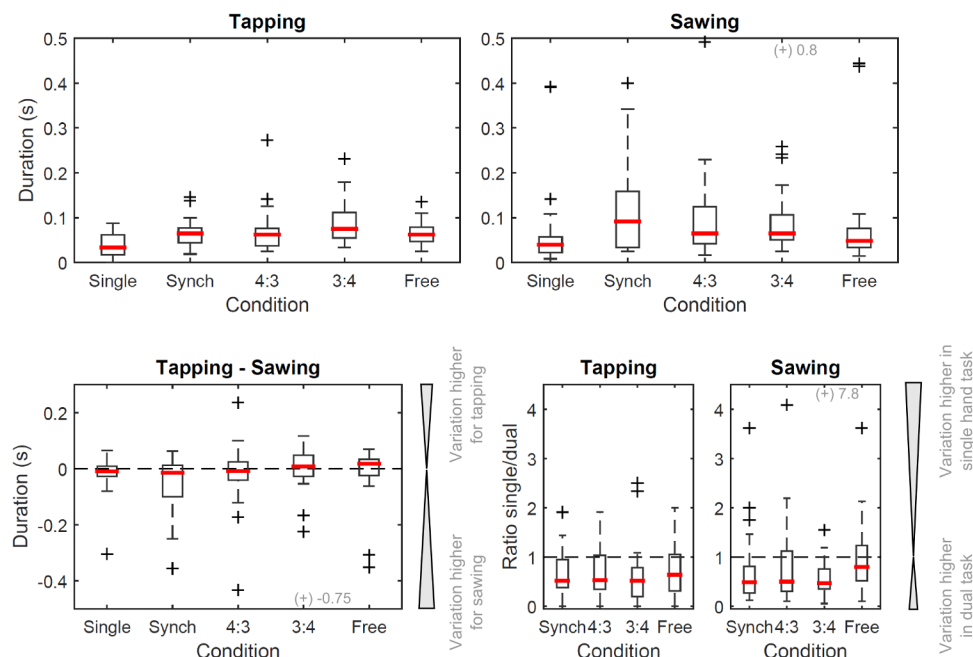 Tapping
Sawing
0.5
0.4
0.3
0.2
0.1
0
Duration (s)
Single Synch 4:3 3:4 Free
Condition
0.5
0.4
0.3
0.2
0.1
0
Duration (s)
(+) 0.8
Single Synch 4:3 3:4 Free
Condition
Tapping - Sawing
0.2
0
-0.2
-0.4
Duration (s)
(+) -0.75
Single Synch 4:3 3:4 Free
Condition
Variation higher
for tapping
Variation higher
for sawing
Tapping
4
3
2
1
0
Ratio single/dual
Synch 4:3 3:4 Free
Condition
Sawing
(+) 7.8
4
3
2
1
0
Synch 4:3 3:4 Free
Condition
Variation higher in
single hand task
Variation higher
in dual task